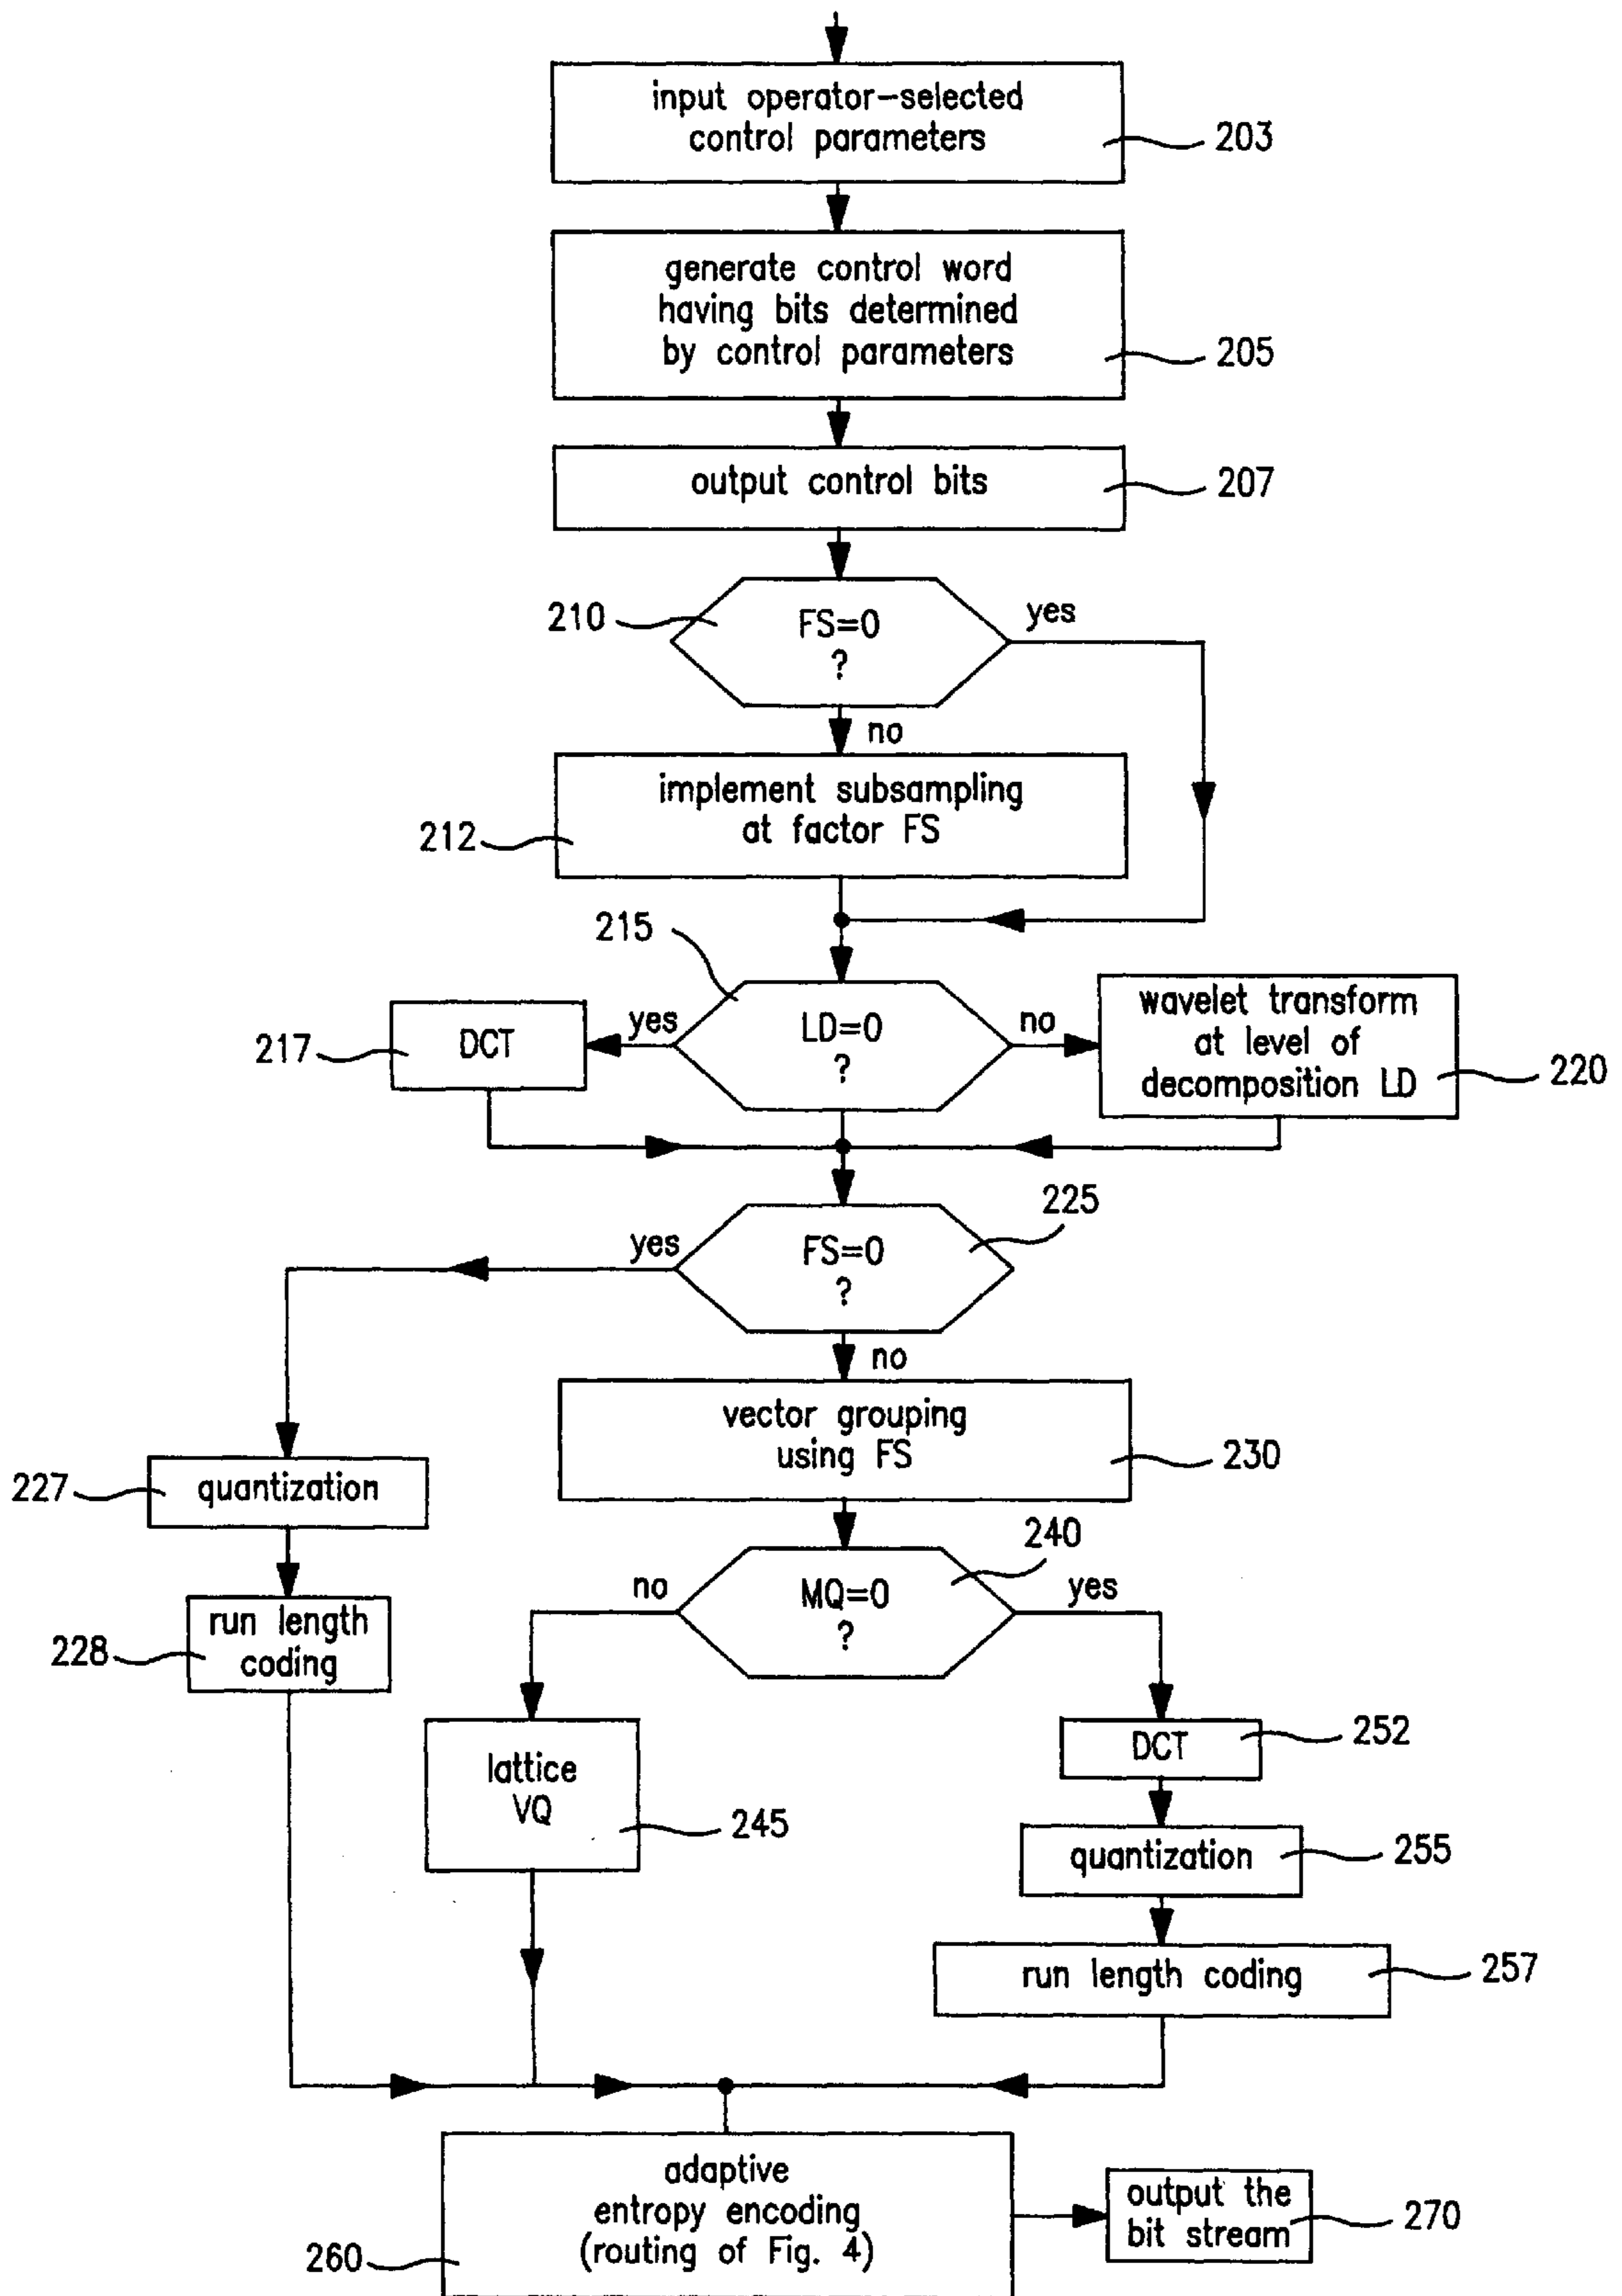 input operator-selected
control parameters
203
generate control word
having bits determined
by control parameters
205
output control bits
207
210
FS=0
?
yes
no
implement subsampling
at factor FS
212
215
LD=0
?
yes
no
DCT
217
wavelet transform
at level of
decomposition LD
220
225
FS=0
?
yes
no
vector grouping
using FS
230
227
quantization
240
MQ=0
?
no
yes
run length
coding
228
lattice
VQ
245
DCT
252
quantization
255
run length coding
257
adaptive
entropy encoding
(routing of Fig. 4)
260
output the
bit stream
270